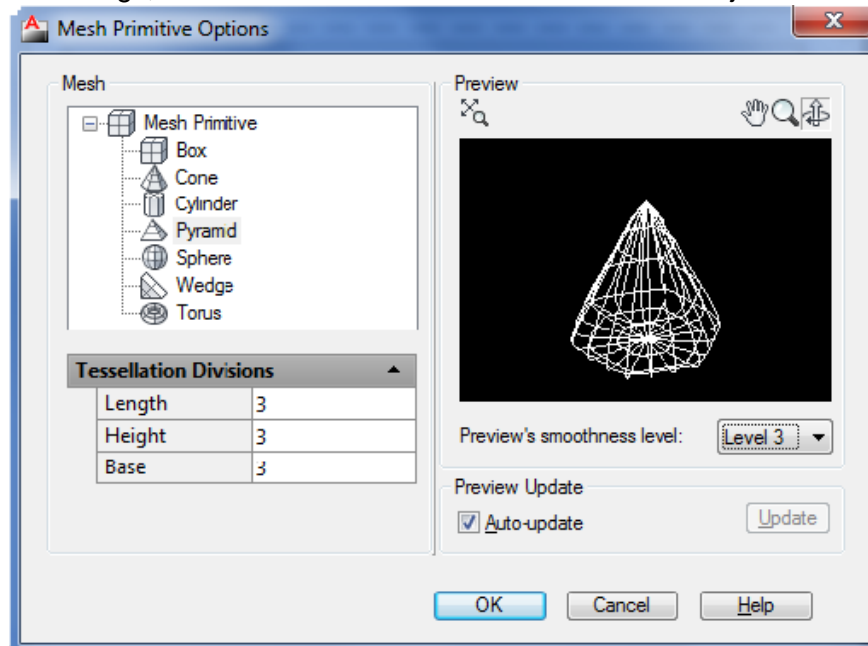 Mesh Primitive Options
Mesh
Mesh Primitive
Box
Cone
Cylinder
Pyramid
Sphere
Wedge
Torus
Tessellation Divisions
Length 3
Height 3
Base 3
Preview
Preview's smoothness level: Level 3
Preview Update
Auto-update Update
OK Cancel Help